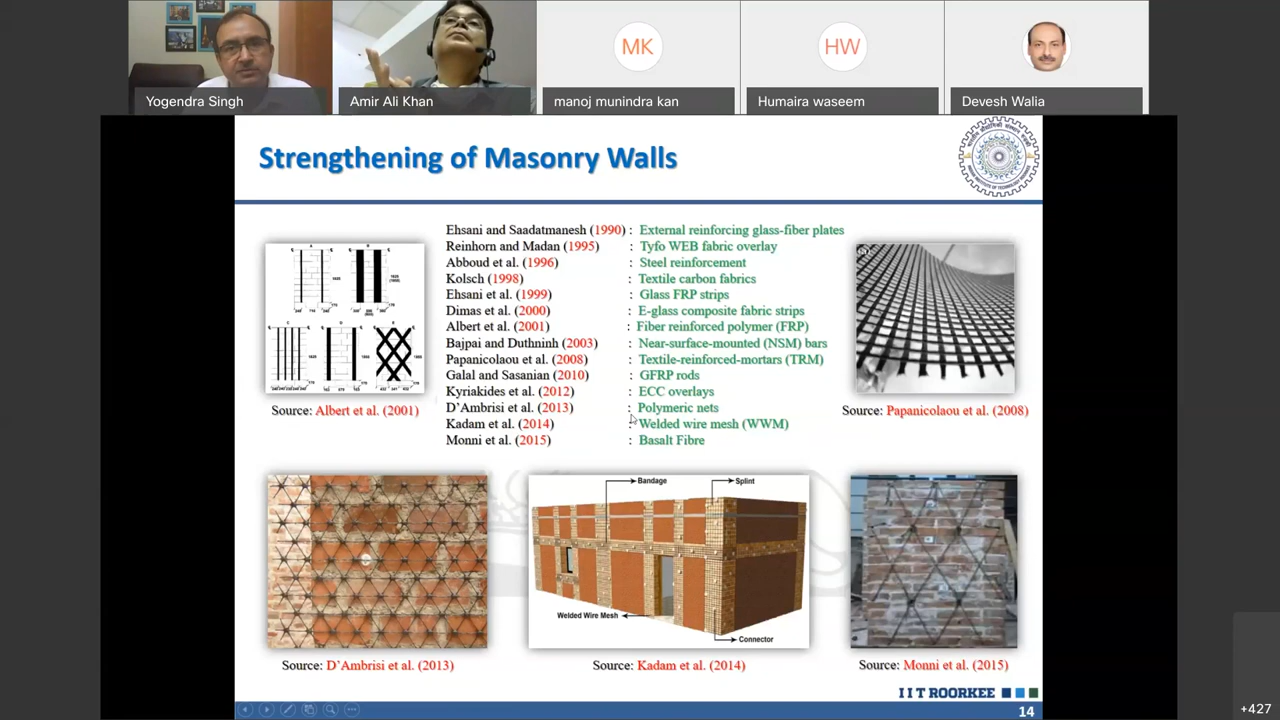 MK
HW
Yogendra Singh
Amir Ali Khan
manoj munindra kan
Humaira waseem
Devesh Walia
Strengthening of Masonry Walls
Ehsani and Saadatmanesh (1990) : External reinforcing glass-fiber plates
Reinhorn and Madan (1995) : Tyfo WEB fabric overlay
Abboud et al. (1996) : Steel reinforcement
Kolsch (1998) : Textile carbon fabrics
Ehsani et al. (1999) : Glass FRP strips
Dimas et al. (2000) : E-glass composite fabric strips
Albert et al. (2001) : Fiber reinforced polymer (FRP)
Bajpai and Duthninh (2003) : Near-surface-mounted (NSM) bars
Papanicolaou et al. (2008) : Textile-reinforced-mortars (TRM)
Galal and Sasanian (2010) : GFRP rods
Kyriakides et al. (2012) : ECC overlays
D'Ambrisi et al. (2013) : Polymeric nets
Kadam et al. (2014) : Welded wire mesh (WWM)
Monni et al. (2015) : Basalt Fibre
Source: Albert et al. (2001)
Source: Papanicolaou et al. (2008)
Bandage
Splint
Welded Wire Mesh
Connector
Source: D'Ambrisi et al. (2013)
Source: Kadam et al. (2014)
Source: Monni et al. (2015)
I I T ROORKEE
14
+427